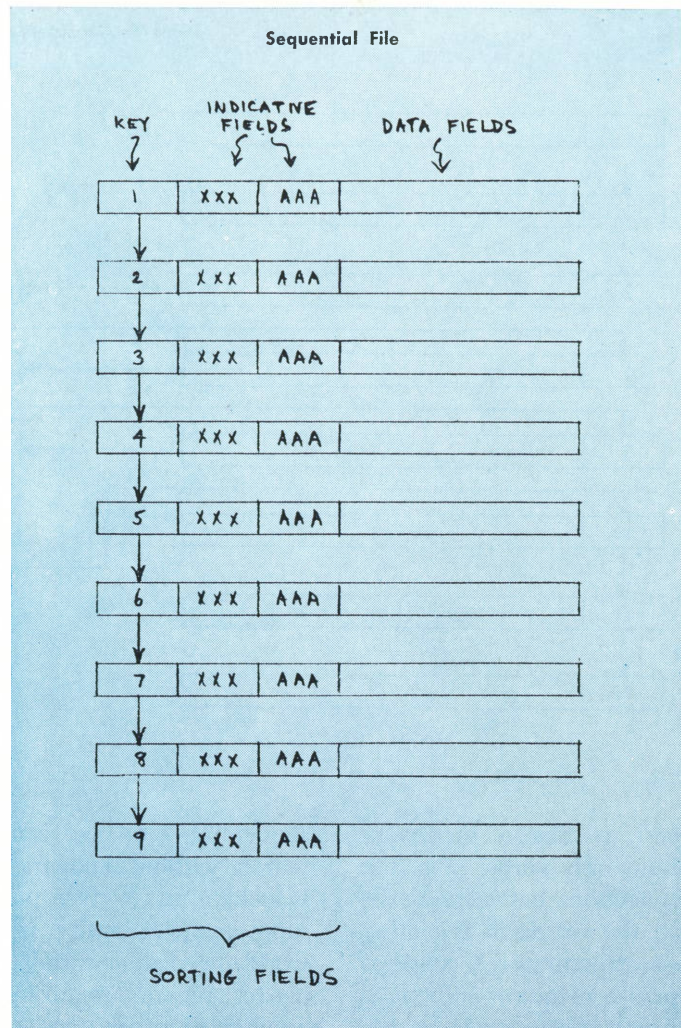 Sequential File
INDICATIVE
KEY FIELDS DATA FIELDS
1 XXX AAA
2 XXX AAA
3 XXX AAA
4 XXX AAA
5 XXX AAA
6 XXX AAA
7 XXX AAA
8 XXX AAA
9 XXX AAA
SORTING FIELDS